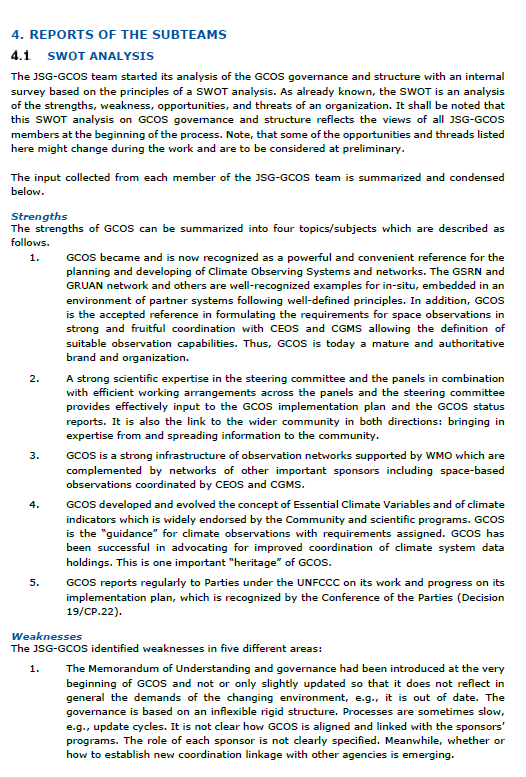 4. REPORTS OF THE SUBTEAMS
4.1 SWOT ANALYSIS
The JSG-GCOS team started its analysis of the GCOS governance and structure with an internal
survey based on the principles of a SWOT analysis. As already known, the SWOT is an analysis
of the strengths, weakness, opportunities, and threats of an organization. It shall be noted that
this SWOT analysis on GCOS governance and structure reflects the views of all JSG-GCOS
members at the beginning of the process. Note, that some of the opportunities and threads listed
here might change during the work and are to be considered at preliminary.
The input collected from each member of the JSG-GCOS team is summarized and condensed
below.
Strengths
The strengths of GCOS can be summarized into four topics/subjects which are described as
follows.
1. GCOS became and is now recognized as a powerful and convenient reference for the
planning and developing of Climate Observing Systems and networks. The GSRN and
GRUAN network and others are well-recognized examples for in-situ, embedded in an
environment of partner systems following well-defined principles. In addition, GCOS
is the accepted reference in formulating the requirements for space observations in
strong and fruitful coordination with CEOS and CGMS allowing the definition of
suitable observation capabilities. Thus, GCOS is today a mature and authoritative
brand and organization.
2. A strong scientific expertise in the steering committee and the panels in combination
with efficient working arrangements across the panels and the steering committee
provides effectively input to the GCOS implementation plan and the GCOS status
reports. It is also the link to the wider community in both directions: bringing in
expertise from and spreading information to the community.
3. GCOS is a strong infrastructure of observation networks supported by WMO which are
complemented by networks of other important sponsors including space-based
observations coordinated by CEOS and CGMS.
4. GCOS developed and evolved the concept of Essential Climate Variables and of climate
indicators which is widely endorsed by the Community and scientific programs. GCOS
is the "guidance" for climate observations with requirements assigned. GCOS has
been successful in advocating for improved coordination of climate system data
holdings. This is one important "heritage" of GCOS.
5. GCOS reports regularly to Parties under the UNFCCC on its work and progress on its
implementation plan, which is recognized by the Conference of the Parties (Decision
19/CP.22).
Weaknesses
The JSG-GCOS identified weaknesses in five different areas:
1. The Memorandum of Understanding and governance had been introduced at the very
beginning of GCOS and not or only slightly updated so that it does not reflect in
general the demands of the changing environment, e.g., it is out of date. The
governance is based on an inflexible rigid structure. Processes are sometimes slow,
e.g., update cycles. It is not clear how GCOS is aligned and linked with the sponsors'
programs. The role of each sponsor is not clearly specified. Meanwhile, whether or
how to establish new coordination linkage with other agencies is emerging.